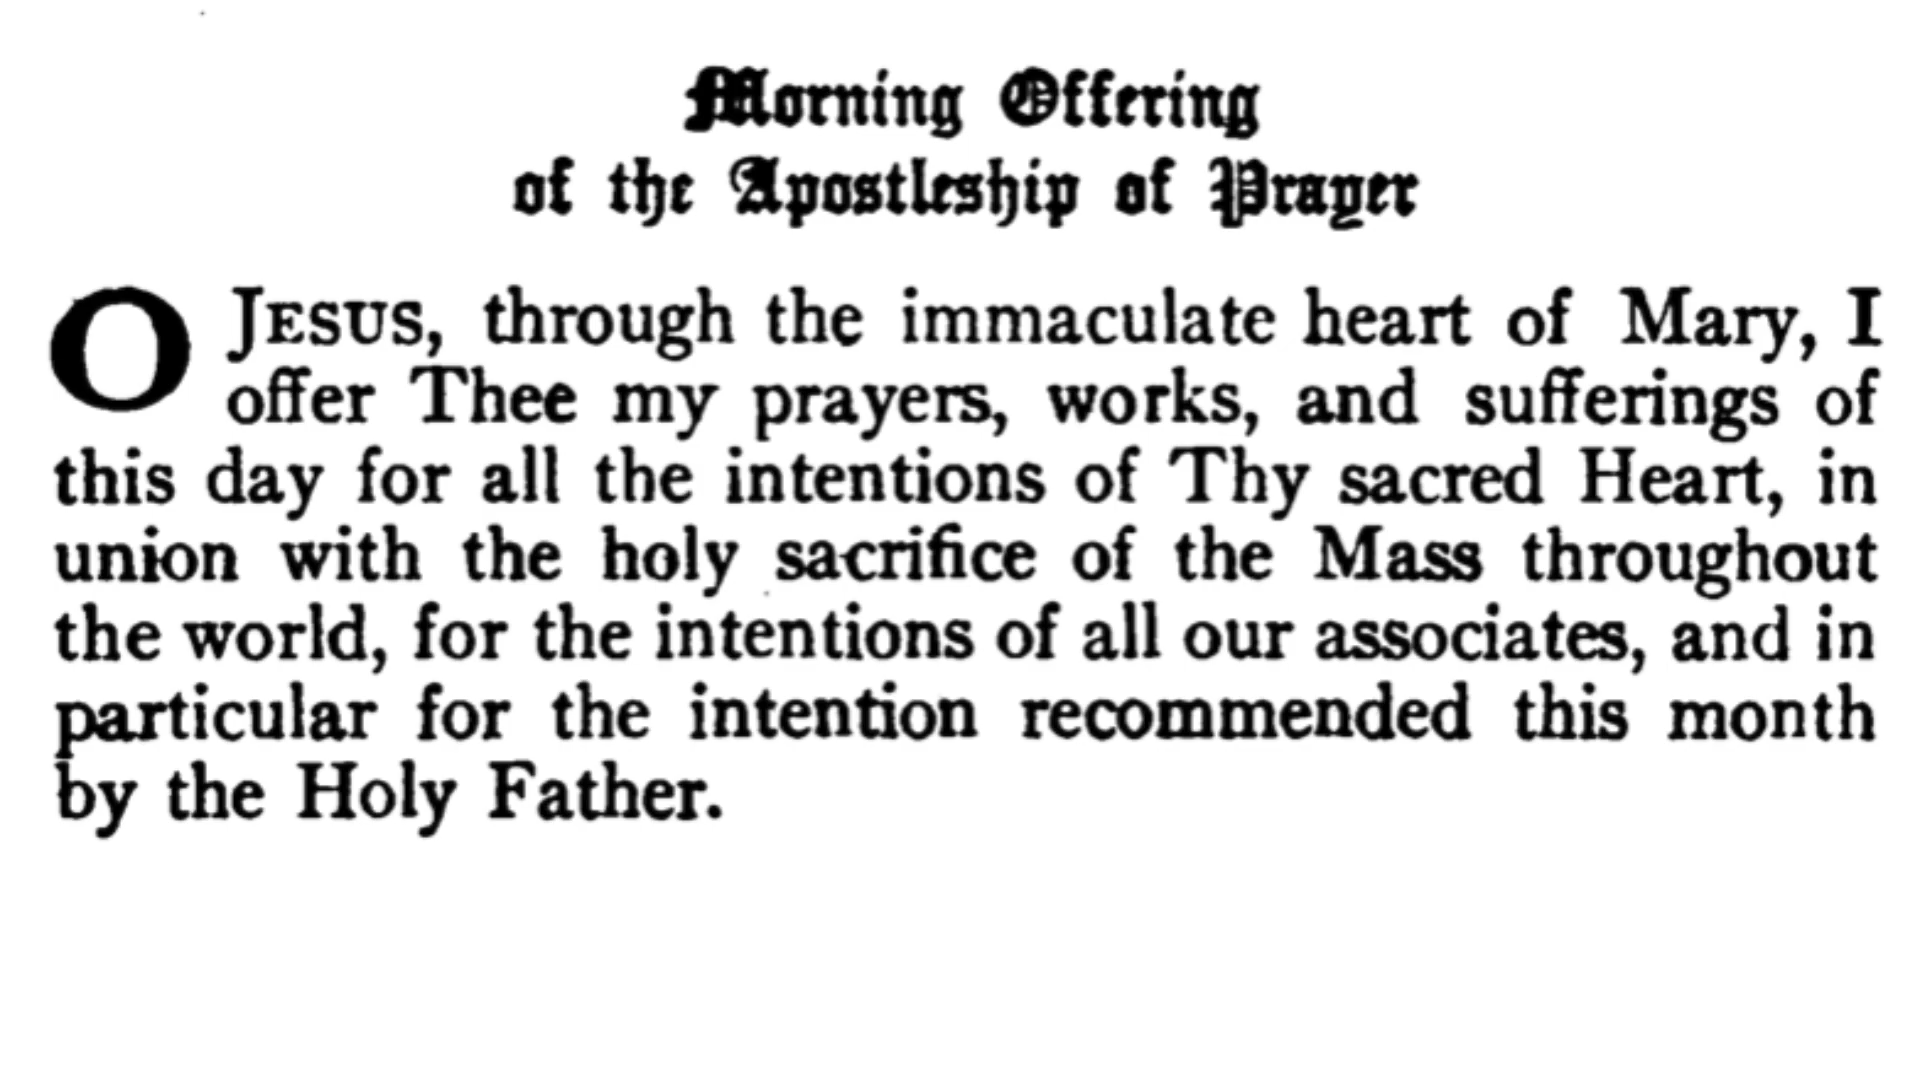 Morning Offering
of the Apostleship of Prayer
O JESUS, through the immaculate heart of Mary, I
offer Thee my prayers, works, and sufferings of
this day for all the intentions of Thy sacred Heart, in
union with the holy sacrifice of the Mass throughout
the world, for the intentions of all our associates, and in
particular for the intention recommended this month
by the Holy Father.